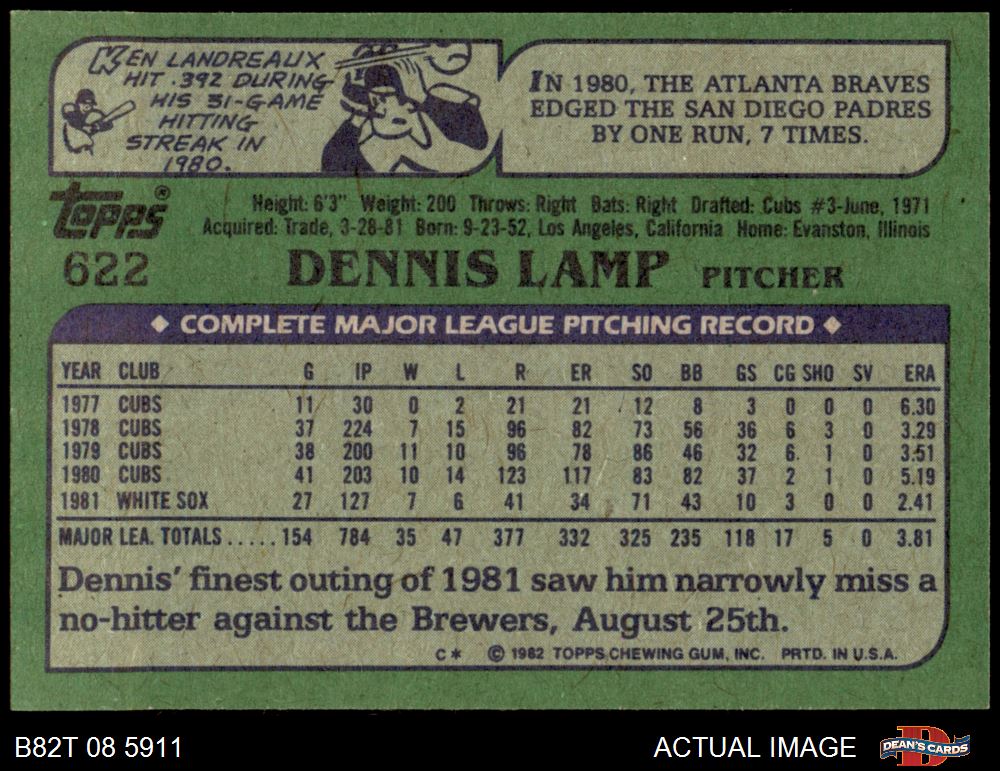 KEN LANDREAUX
HIT .392 DURING
HIS 31-GAME
HITTING
STREAK IN
1980.
IN 1980, THE ATLANTA BRAVES
EDGED THE SAN DIEGO PADRES
BY ONE RUN, 7 TIMES.
topps®
Height: 6'3" Weight: 200 Throws: Right Bats: Right Drafted: Cubs #3-June, 1971
Acquired: Trade, 3-28-81 Born: 9-23-52, Los Angeles, California Home: Evanston, Illinois
622 DENNIS LAMP PITCHER
◆ COMPLETE MAJOR LEAGUE PITCHING RECORD ◆
YEAR CLUB G IP W L R ER SO BB GS CG SHO SV ERA
1977 CUBS 11 30 0 2 21 21 12 8 3 0 0 0 6.30
1978 CUBS 37 224 7 15 96 82 73 56 36 6 3 0 3.29
1979 CUBS 38 200 11 10 96 78 86 46 32 6 1 0 3.51
1980 CUBS 41 203 10 14 123 117 83 82 37 2 1 0 5.19
1981 WHITE SOX 27 127 7 6 41 34 71 43 10 3 0 0 2.41
MAJOR LEA. TOTALS.....154 784 35 47 377 332 325 235 118 17 5 0 3.81
Dennis' finest outing of 1981 saw him narrowly miss a
no-hitter against the Brewers, August 25th.
C* © 1982 TOPPS CHEWING GUM, INC. PRTD. IN U.S.A.
B82T 08 5911 ACTUAL IMAGE D DEAN'S CARDS